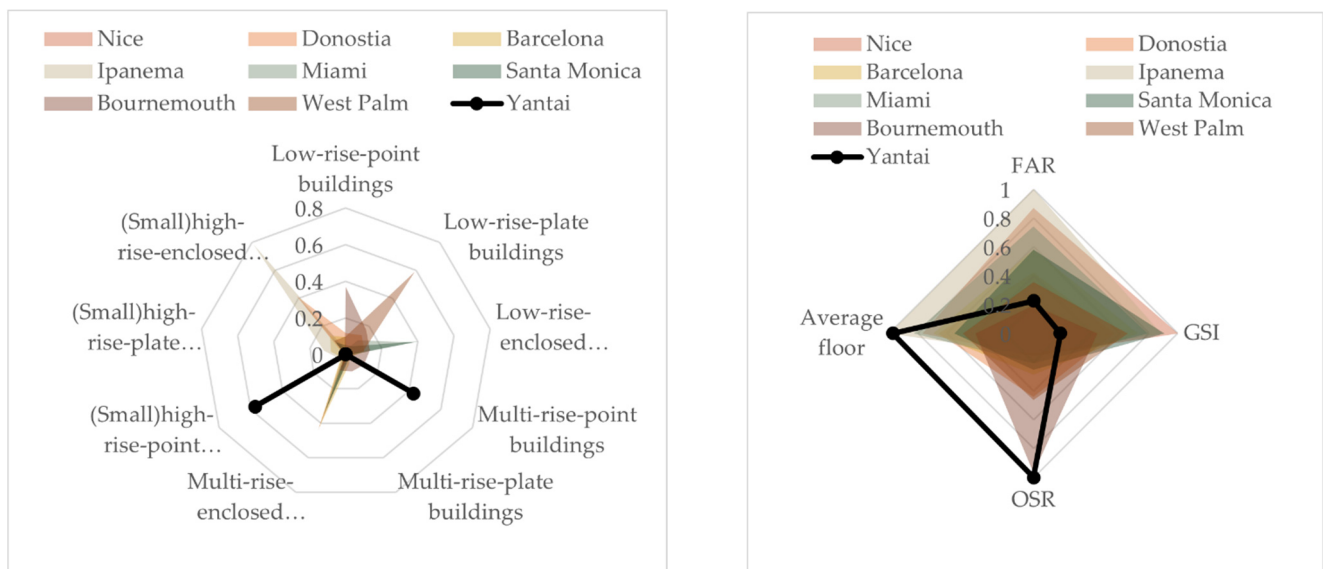 Nice Donostia Barcelona
Ipanema Miami Santa Monica
Bournemouth West Palm Yantai
Low-rise-point
buildings
0.8
0.6
0.4
0.2
0
Low-rise-plate
buildings
Low-rise-
enclosed…
Multi-rise-point
buildings
Multi-rise-plate
buildings
Multi-rise-
enclosed…
(Small)high-
rise-point…
(Small)high-
rise-plate…
(Small)high-
rise-enclosed…
Nice Donostia
Barcelona Ipanema
Miami Santa Monica
Bournemouth West Palm
Yantai
FAR
1
0.8
0.6
0.4
0.2
0
GSI
OSR
Average
floor